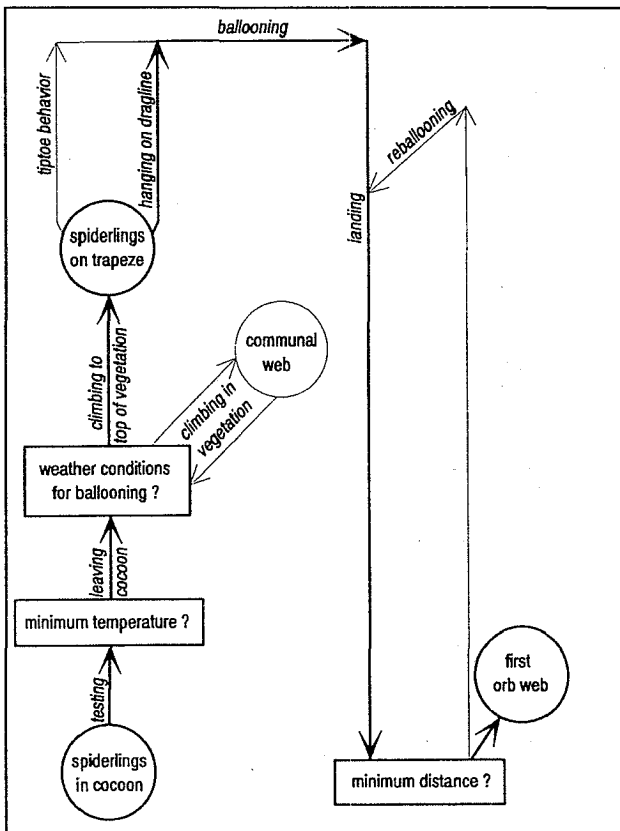 ballooning
tiptoe behavior
hanging on dragline
reballooning
landing
spiderlings
on trapeze
climbing to
top of vegetation
communal
web
climbing in
vegetation
weather conditions
for ballooning ?
leaving
cocoon
minimum temperature ?
testing
spiderlings
in cocoon
first
orb web
minimum distance ?